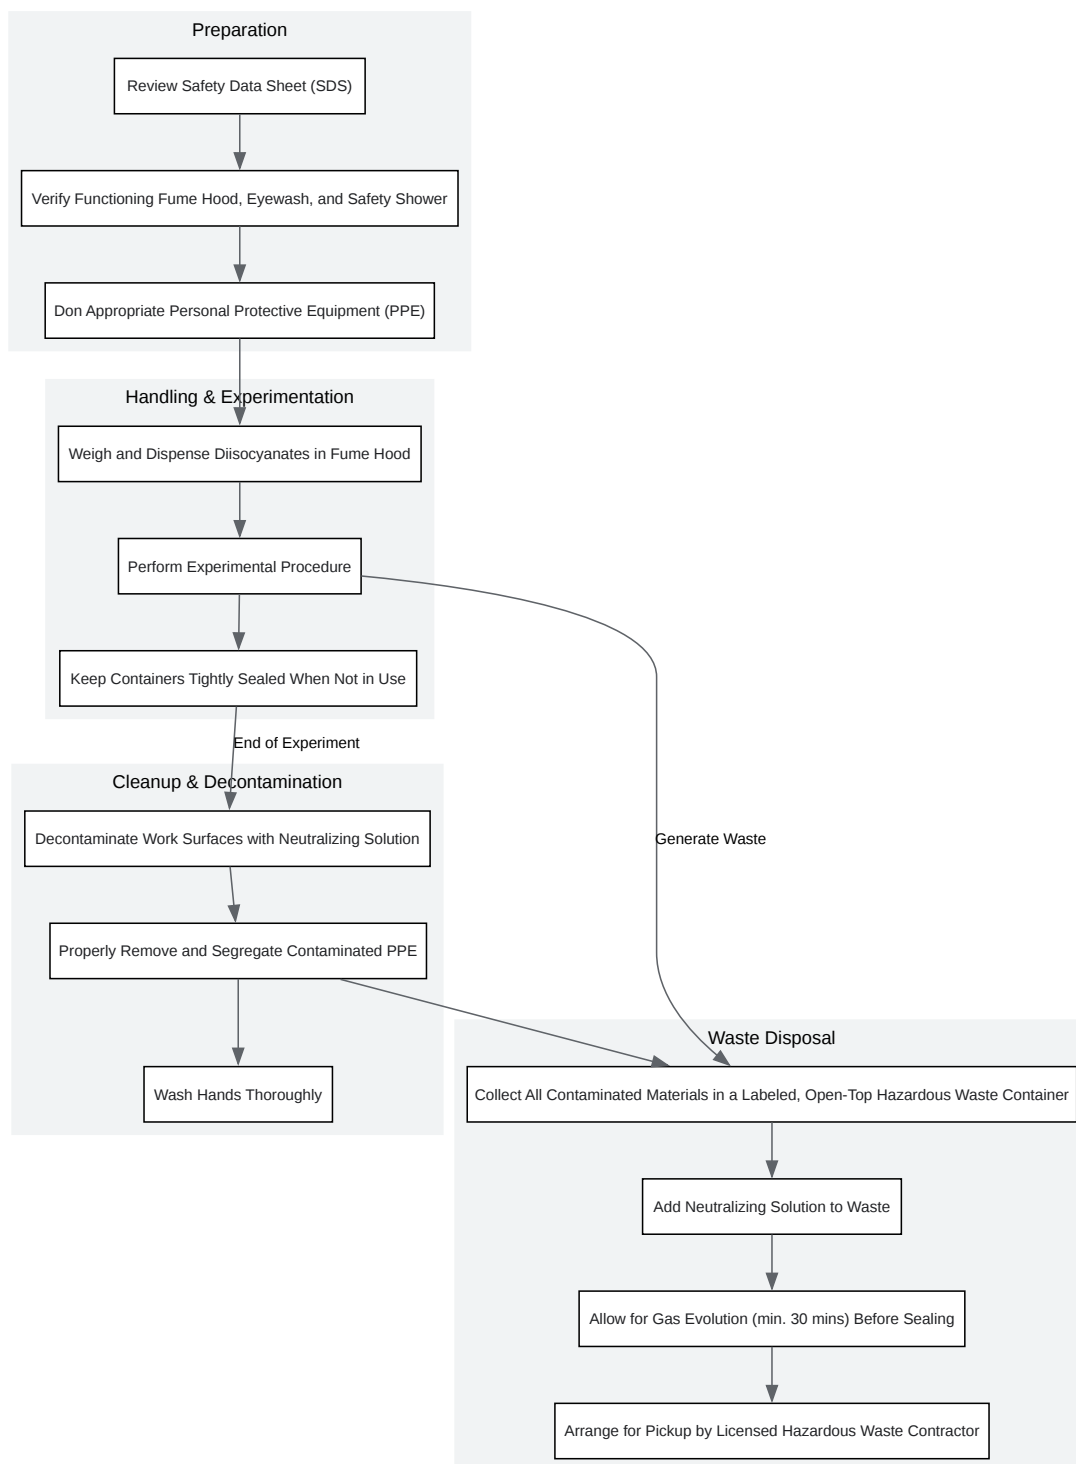 Preparation
Review Safety Data Sheet (SDS)
Verify Functioning Fume Hood, Eyewash, and Safety Shower
Don Appropriate Personal Protective Equipment (PPE)
Handling & Experimentation
Weigh and Dispense Diisocyanates in Fume Hood
Perform Experimental Procedure
Keep Containers Tightly Sealed When Not in Use
End of Experiment
Cleanup & Decontamination
Decontaminate Work Surfaces with Neutralizing Solution
Generate Waste
Properly Remove and Segregate Contaminated PPE
Wash Hands Thoroughly
Waste Disposal
Collect All Contaminated Materials in a Labeled, Open-Top Hazardous Waste Container
Add Neutralizing Solution to Waste
Allow for Gas Evolution (min. 30 mins) Before Sealing
Arrange for Pickup by Licensed Hazardous Waste Contractor